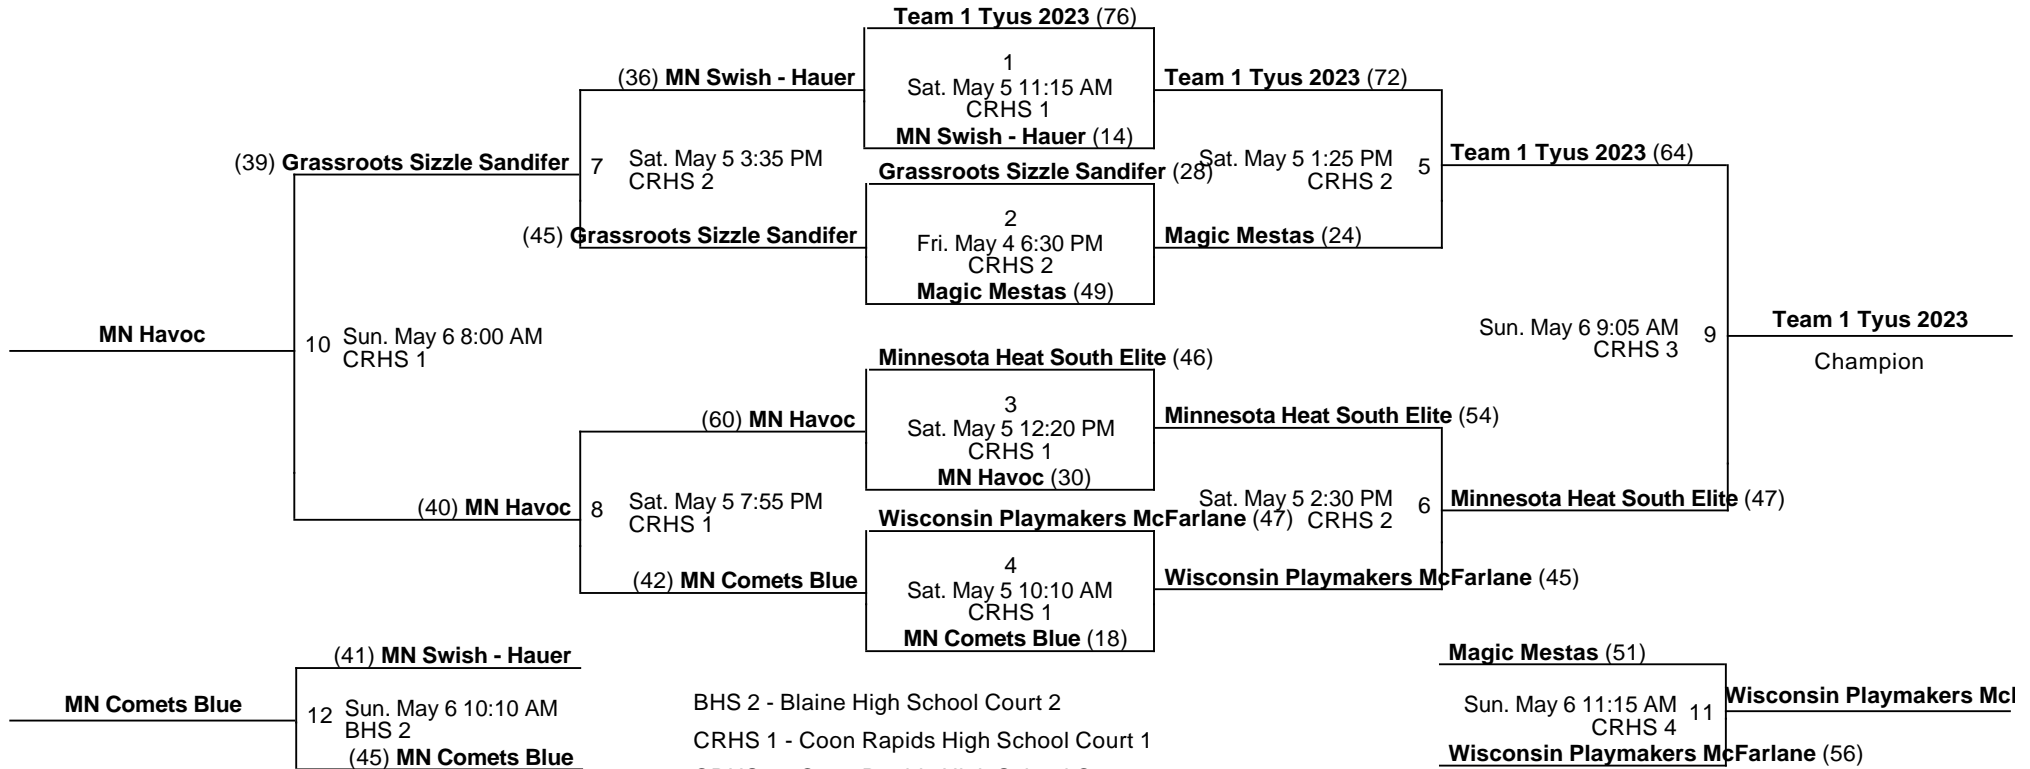 Team 1 Tyus 2023 (76)
1
Sat. May 5 11:15 AM
CRHS 1
MN Swish - Hauer (14)
(36) MN Swish - Hauer
Team 1 Tyus 2023 (72)
(39) Grassroots Sizzle Sandifer
7
Sat. May 5 3:35 PM
CRHS 2
Grassroots Sizzle Sandifer (28)
2
Fri. May 4 6:30 PM
CRHS 2
Magic Mestas (49)
Sat. May 5 1:25 PM
CRHS 2
5
Team 1 Tyus 2023 (64)
(45) Grassroots Sizzle Sandifer
Magic Mestas (24)
MN Havoc
10
Sun. May 6 8:00 AM
CRHS 1
Minnesota Heat South Elite (46)
3
Sat. May 5 12:20 PM
CRHS 1
MN Havoc (30)
Sun. May 6 9:05 AM
CRHS 3
9
Team 1 Tyus 2023
Champion
(60) MN Havoc
Minnesota Heat South Elite (54)
(40) MN Havoc
8
Sat. May 5 7:55 PM
CRHS 1
Wisconsin Playmakers McFarlane (47)
4
Sat. May 5 10:10 AM
CRHS 1
MN Comets Blue (18)
Sat. May 5 2:30 PM
CRHS 2
6
Minnesota Heat South Elite (47)
(42) MN Comets Blue
Wisconsin Playmakers McFarlane (45)
(41) MN Swish - Hauer
MN Comets Blue
12
Sun. May 6 10:10 AM
BHS 2
(45) MN Comets Blue
BHS 2 - Blaine High School Court 2
CRHS 1 - Coon Rapids High School Court 1
Magic Mestas (51)
Sun. May 6 11:15 AM
CRHS 4
11
Wisconsin Playmakers
Wisconsin Playmakers McFarlane (56)